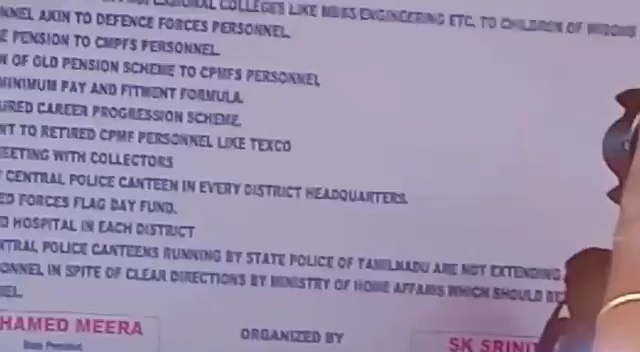 COLLEGES LIKE MBBS ENGINEERING ETC. TO CHILDREN OF WIDOWS
NNEL AKIN TO DEFENCE FORCES PERSONNEL.
E PENSION TO CMPFS PERSONNEL.
N OF OLD PENSION SCHEME TO CPMFS PERSONNEL
MINIMUM PAY AND FITMENT FORMULA.
URED CAREER PROGRESSION SCHEME.
NT TO RETIRED CPMF PERSONNEL LIKE TEXCO
EETING WITH COLLECTORS
CENTRAL POLICE CANTEEN IN EVERY DISTRICT HEADQUARTERS.
ED FORCES FLAG DAY FUND.
D HOSPITAL IN EACH DISTRICT
NTRAL POLICE CANTEENS RUNNING BY STATE POLICE OF TAMILNADU ARE NOT EXTENDING
ONNEL IN SPITE OF CLEAR DIRECTIONS BY MINISTRY OF HOME AFFAIRS WHICH SHOULD BE
NEL.
HAMED MEERA
State President
ORGANIZED BY
SK SRINI